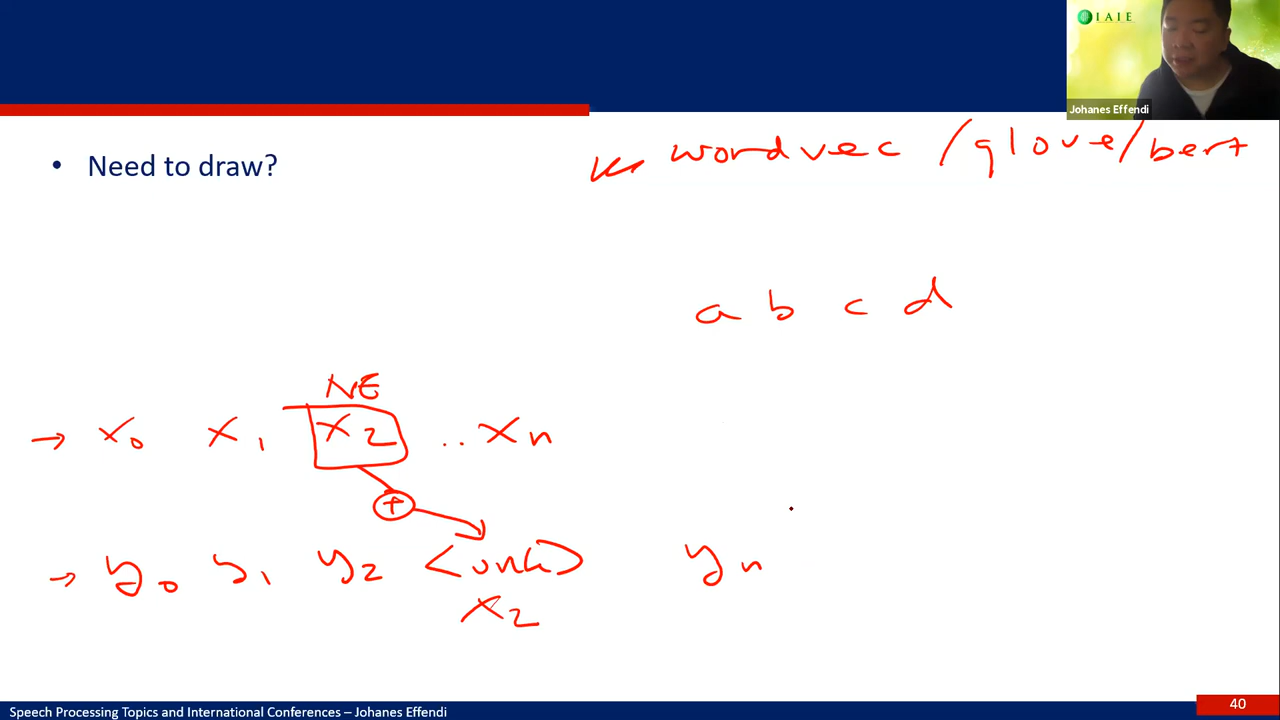 IAIE
Johanes Effendi
• Need to draw?
wordvec /glove/bert
a b c d
NE
→ x0 x1 x2 .. xn
+
→ y0 y1 y2 <unk> yn
x2
Speech Processing Topics and International Conferences – Johanes Effendi
40